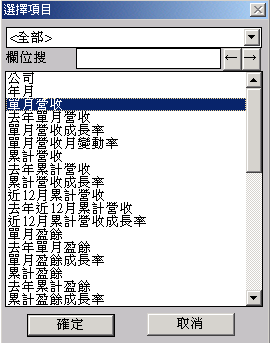 選擇項目
<全部>
欄位搜
←→
公司
年月
單月營收
去年單月營收
單月營收成長率
單月營收月變動率
累計營收
去年累計營收
累計營收成長率
近12月累計營收
去年近12月累計營收
近12月累計營收成長率
單月盈餘
去年單月盈餘
單月盈餘成長率
累計盈餘
去年累計盈餘
累計盈餘成長率
確定 取消